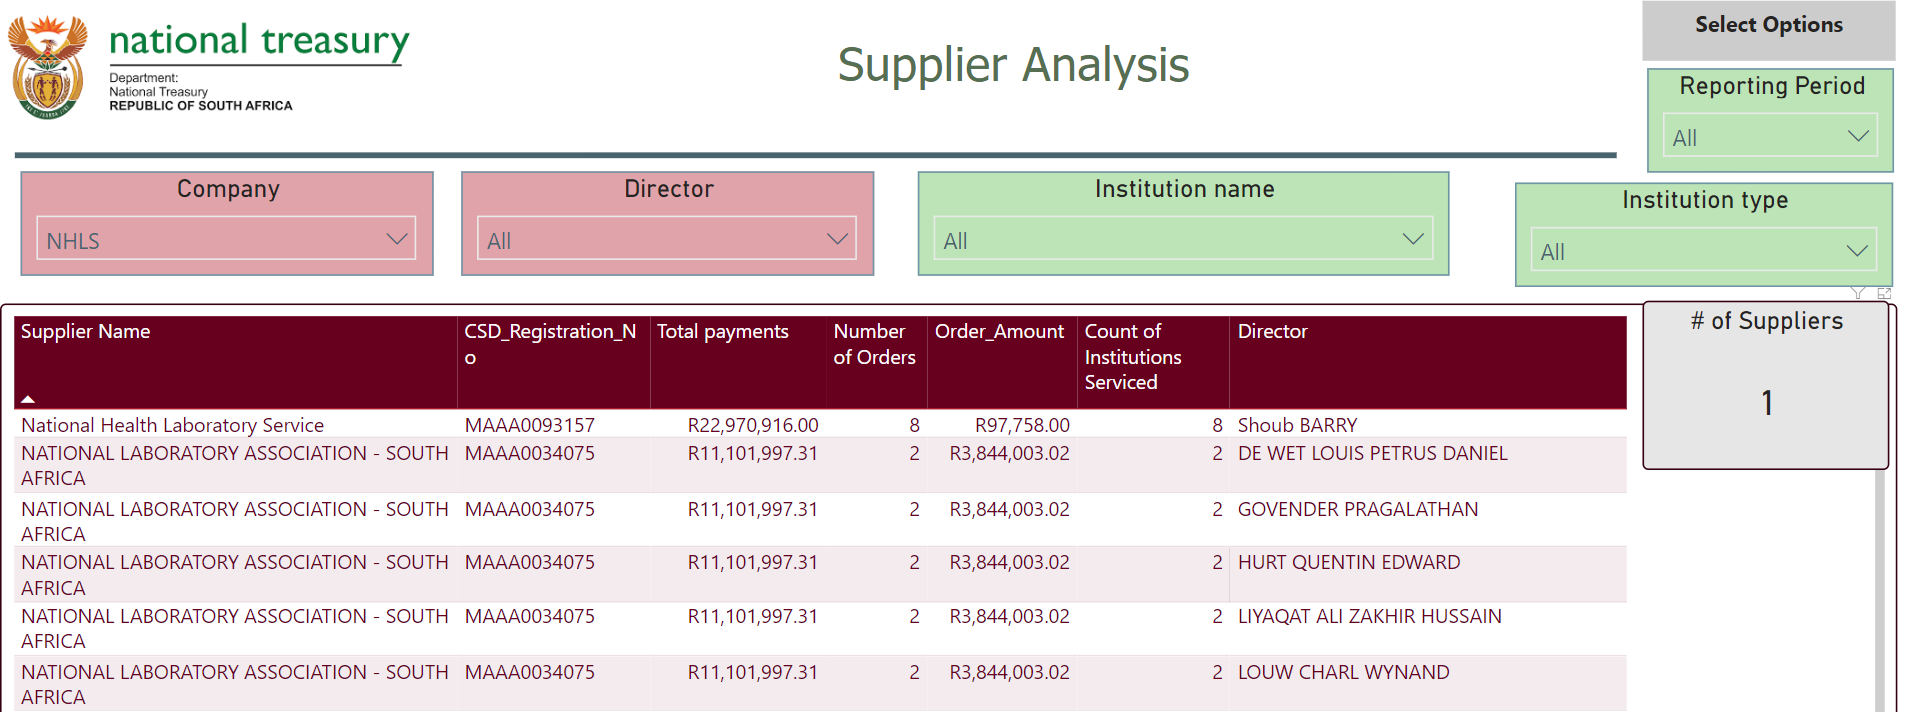 national treasury
Department:
National Treasury
REPUBLIC OF SOUTH AFRICA
Supplier Analysis
Select Options
Reporting Period
All
Company
NHLS
Director
All
Institution name
All
Institution type
All
Supplier Name
CSD_Registration_N
o
Total payments
Number
of Orders
Order_Amount
Count of
Institutions
Serviced
Director
# of Suppliers
1
National Health Laboratory Service MAAA0093157 R22,970,916.00 8 R97,758.00 8 Shoub BARRY
NATIONAL LABORATORY ASSOCIATION - SOUTH MAAA0034075 R11,101,997.31 2 R3,844,003.02 2 DE WET LOUIS PETRUS DANIEL
AFRICA
NATIONAL LABORATORY ASSOCIATION - SOUTH MAAA0034075 R11,101,997.31 2 R3,844,003.02 2 GOVENDER PRAGALATHAN
AFRICA
NATIONAL LABORATORY ASSOCIATION - SOUTH MAAA0034075 R11,101,997.31 2 R3,844,003.02 2 HURT QUENTIN EDWARD
AFRICA
NATIONAL LABORATORY ASSOCIATION - SOUTH MAAA0034075 R11,101,997.31 2 R3,844,003.02 2 LIYAQAT ALI ZAKHIR HUSSAIN
AFRICA
NATIONAL LABORATORY ASSOCIATION - SOUTH MAAA0034075 R11,101,997.31 2 R3,844,003.02 2 LOUW CHARL WYNAND
AFRICA